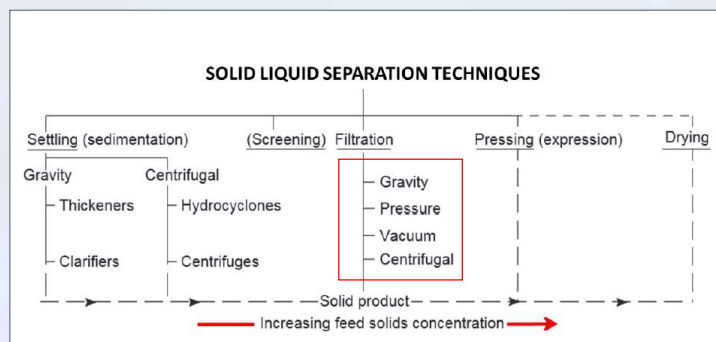 SOLID LIQUID SEPARATION TECHNIQUES
Settling (sedimentation) (Screening) Filtration Pressing (expression) Drying
Gravity Centrifugal
Gravity
Thickeners Hydrocyclones
Pressure
Vacuum
Clarifiers Centrifuges Centrifugal
Solid product
Increasing feed solids concentration